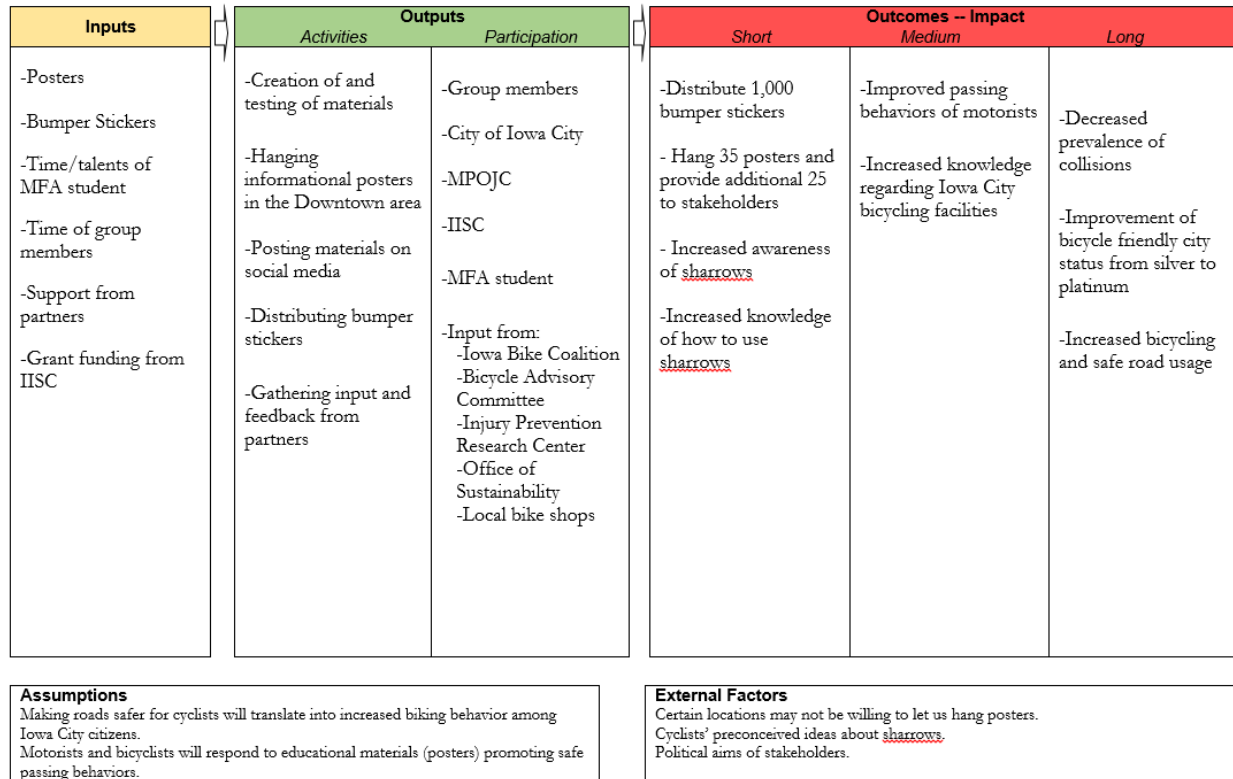 Inputs
-Posters
-Bumper Stickers
-Time/talents of
MFA student
-Time of group
members
-Support from
partners
-Grant funding from
IISC
Outputs
Activities
Participation
-Creation of and
testing of materials
-Hanging
informational posters
in the Downtown area
-Posting materials on
social media
-Distributing bumper
stickers
-Gathering input and
feedback from
partners
-Group members
-City of Iowa City
-MPOJC
-IISC
-MFA student
-Input from:
-Iowa Bike Coalition
-Bicycle Advisory
Committee
-Injury Prevention
Research Center
-Office of
Sustainability
-Local bike shops
Outcomes -- Impact
Short
Medium
Long
-Distribute 1,000
bumper stickers
- Hang 35 posters and
provide additional 25
to stakeholders
- Increased awareness
of sharrows
-Increased knowledge
of how to use
sharrows
-Improved passing
behaviors of motorists
-Increased knowledge
regarding Iowa City
bicycling facilities
-Decreased
prevalence of
collisions
-Improvement of
bicycle friendly city
status from silver to
platinum
-Increased bicycling
and safe road usage
Assumptions
Making roads safer for cyclists will translate into increased biking behavior among
Iowa City citizens.
Motorists and bicyclists will respond to educational materials (posters) promoting safe
passing behaviors.
External Factors
Certain locations may not be willing to let us hang posters.
Cyclists' preconceived ideas about sharrows.
Political aims of stakeholders.